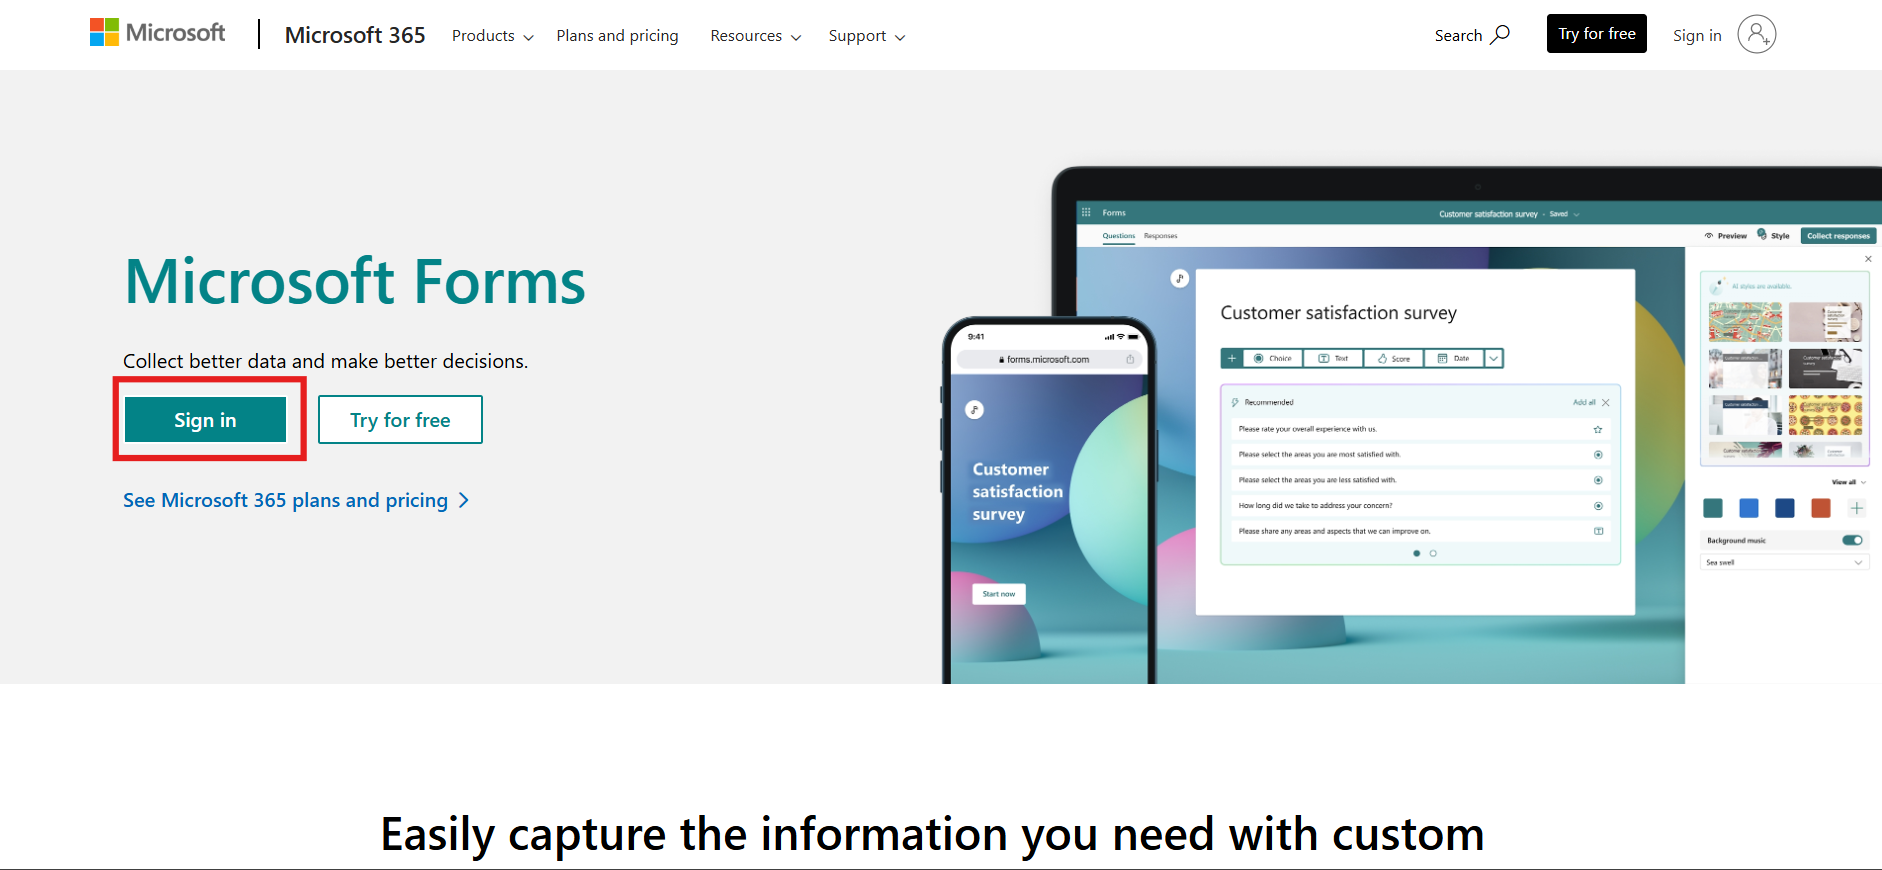 Microsoft
Microsoft 365
Products
Plans and pricing
Resources
Support
Search
Try for free
Sign in
Microsoft Forms
Collect better data and make better decisions.
Sign in
Try for free
See Microsoft 365 plans and pricing
9:41
forms.microsoft.com
Customer
satisfaction
survey
Start now
Forms
Customer satisfaction survey - Saved
Questions
Responses
Preview
Style
Collect responses
Customer satisfaction survey
Choice
Text
Score
Date
Recommended
Add all
Please rate your overall experience with us.
Please select the areas you are most satisfied with.
Please select the areas you are less satisfied with.
How long did we take to address your concern?
Please share any areas and aspects that we can improve on.
All styles are available.
View all
Background music
Sea swell
Easily capture the information you need with custom